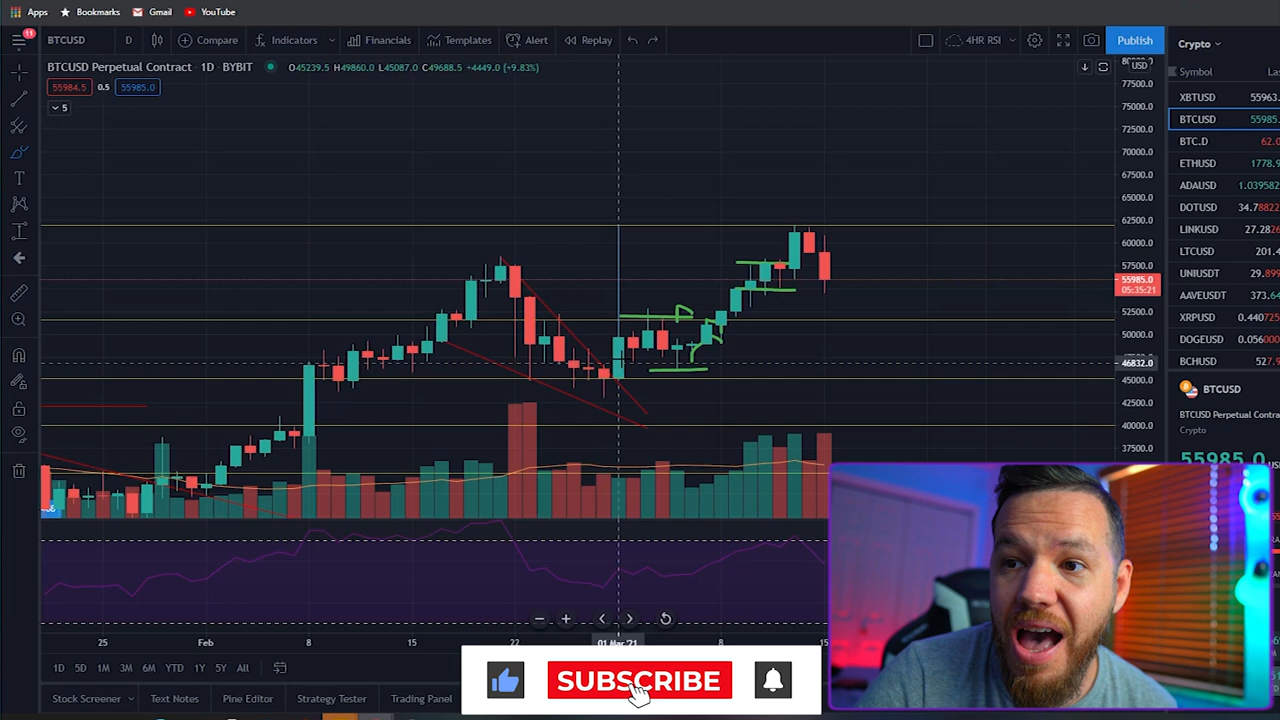 Apps Bookmarks Gmail YouTube
11 BTCUSD D Compare Indicators Financials Templates Alert Replay 4HR RSI Publish
Crypto
BTCUSD Perpetual Contract · 1D · BYBIT O45239.5 H49860.0 L45087.0 C49688.5 +4449.0 (+9.83%)
USD
55984.5 0.5 55985.0
5
80000.0
77500.0
75000.0
72500.0
70000.0
67500.0
65000.0
62500.0
60000.0
57500.0
55985.0
05:35:21
52500.0
50000.0
46832.0
45000.0
42500.0
40000.0
37500.0
Symbol
XBTUSD 55963.
BTCUSD 55985.
BTC.D 62.0
ETHUSD 1778.9
ADAUSD 1.039582
DOTUSD 34.78822
LINKUSD 27.2826
LTCUSD 201.4
UNIUSDT 29.899
AAVEUSDT 373.64
XRPUSD 0.440725
DOGEUSD 0.056000
BCHUSD 527.9
BTCUSD
BTCUSD Perpetual Contra
Crypto
55985.0
25 Feb 8 15 22 01 Mar '21 8 15
1D 5D 1M 3M 6M YTD 1Y 5Y All
SUBSCRIBE
Stock Screener Text Notes Pine Editor Strategy Tester Trading Panel